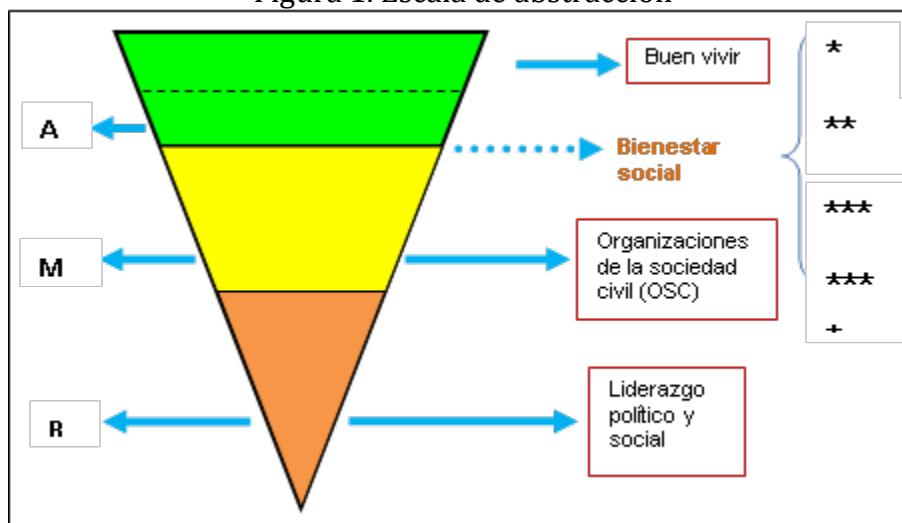 Figura 1. Escala de abstracción
Buen vivir
*
A
**
Bienestar
social
***
M
Organizaciones
de la sociedad
civil (OSC)
***
*
R
Liderazgo
político y
social